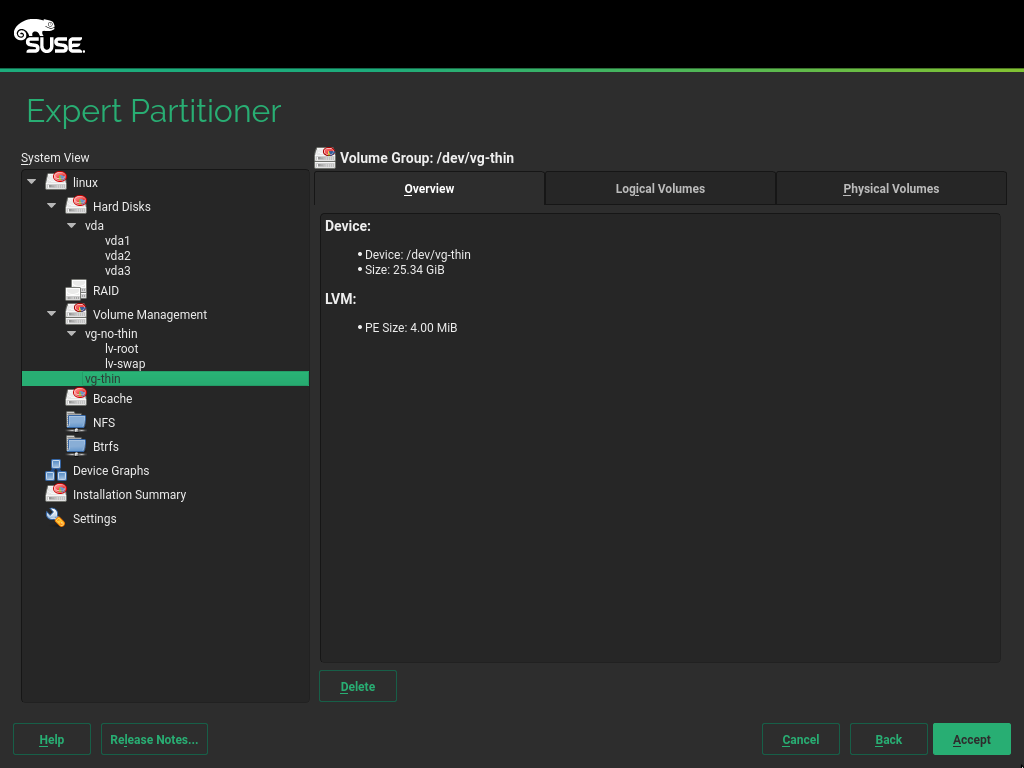 SUSE.
Expert Partitioner
System View
linux
Hard Disks
vda
vda1
vda2
vda3
RAID
Volume Management
vg-no-thin
lv-root
lv-swap
vg-thin
Bcache
NFS
Btrfs
Device Graphs
Installation Summary
Settings
Volume Group: /dev/vg-thin
Overview Logical Volumes Physical Volumes
Device:
• Device: /dev/vg-thin
• Size: 25.34 GiB
LVM:
• PE Size: 4.00 MiB
Delete
Help Release Notes... Cancel Back Accept